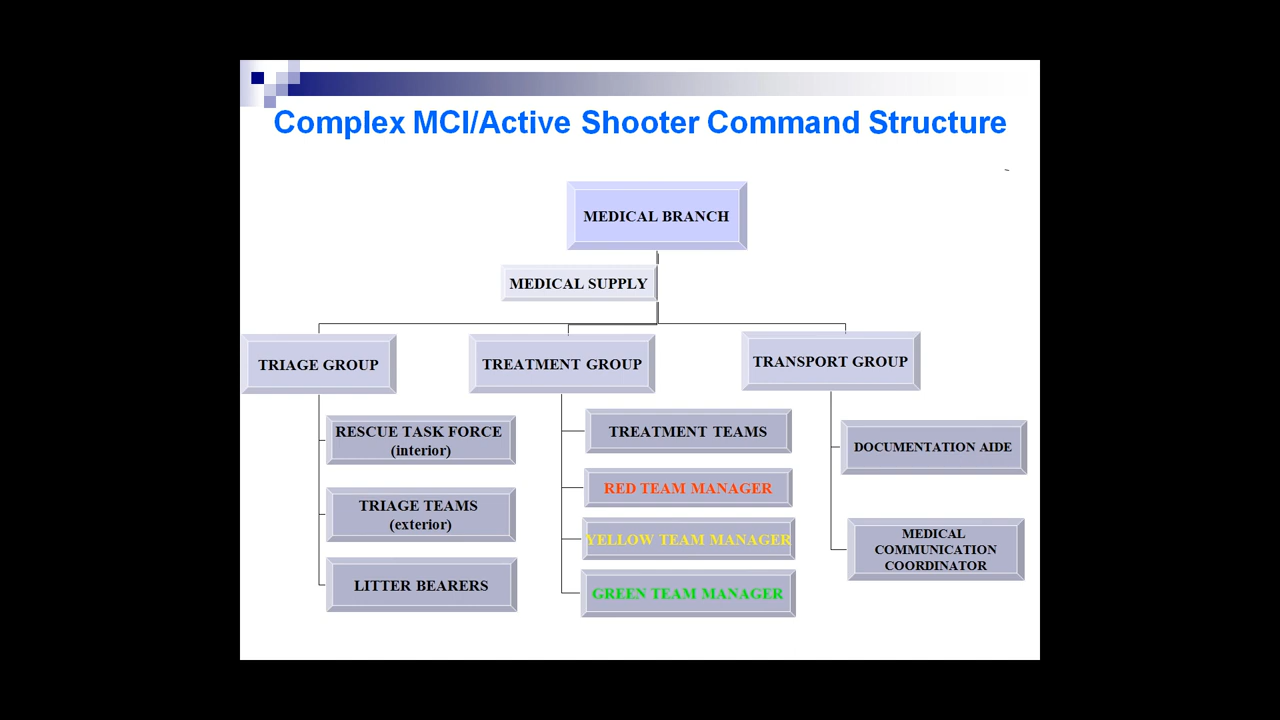 Complex MCI/Active Shooter Command Structure
MEDICAL BRANCH
MEDICAL SUPPLY
TRIAGE GROUP
TREATMENT GROUP
TRANSPORT GROUP
RESCUE TASK FORCE
(interior)
TRIAGE TEAMS
(exterior)
LITTER BEARERS
TREATMENT TEAMS
RED TEAM MANAGER
YELLOW TEAM MANAGER
GREEN TEAM MANAGER
DOCUMENTATION AIDE
MEDICAL
COMMUNICATION
COORDINATOR